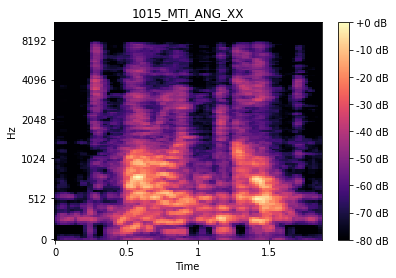 1015_MTI_ANG_XX
Hz
8192
4096
2048
1024
512
0
0
0.5
1
1.5
Time
+0 dB
-10 dB
-20 dB
-30 dB
-40 dB
-50 dB
-60 dB
-70 dB
-80 dB